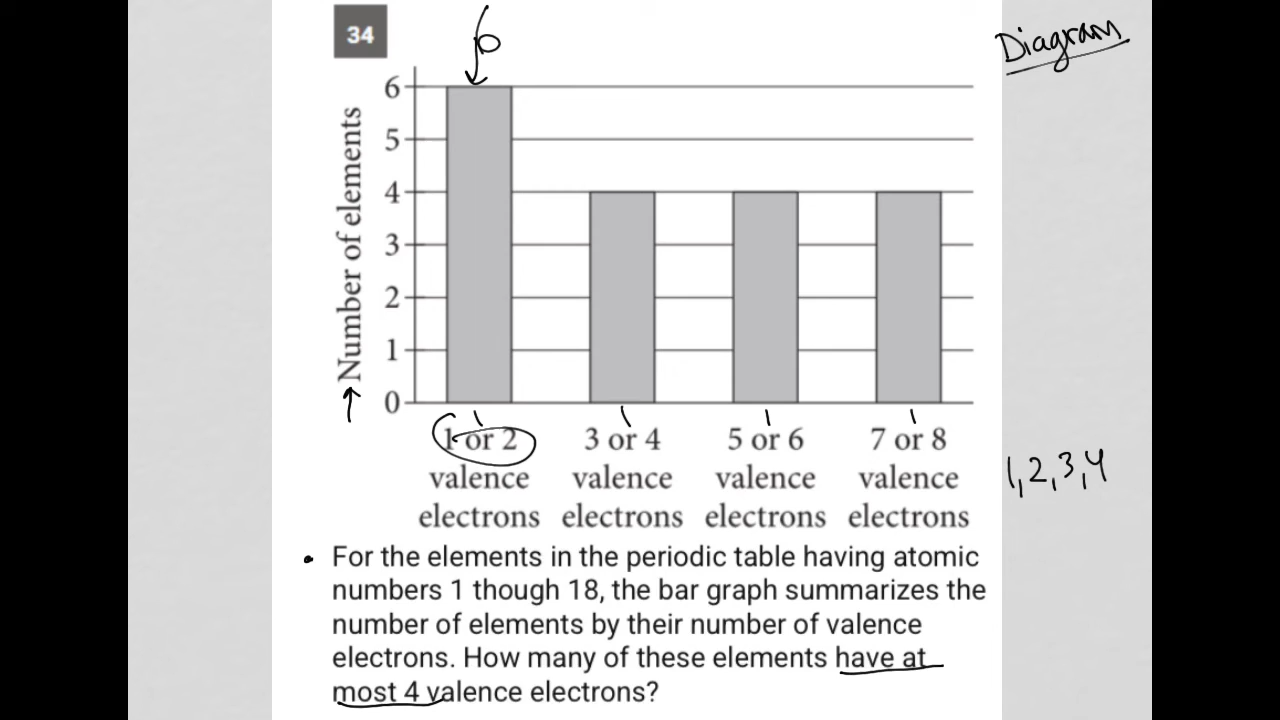 34
6
Diagram
6
5
4
3
2
1
0
Number of elements
1 or 2 valence electrons
3 or 4 valence electrons
5 or 6 valence electrons
7 or 8 valence electrons
1,2,3,4
For the elements in the periodic table having atomic
numbers 1 though 18, the bar graph summarizes the
number of elements by their number of valence
electrons. How many of these elements have at
most 4 valence electrons?